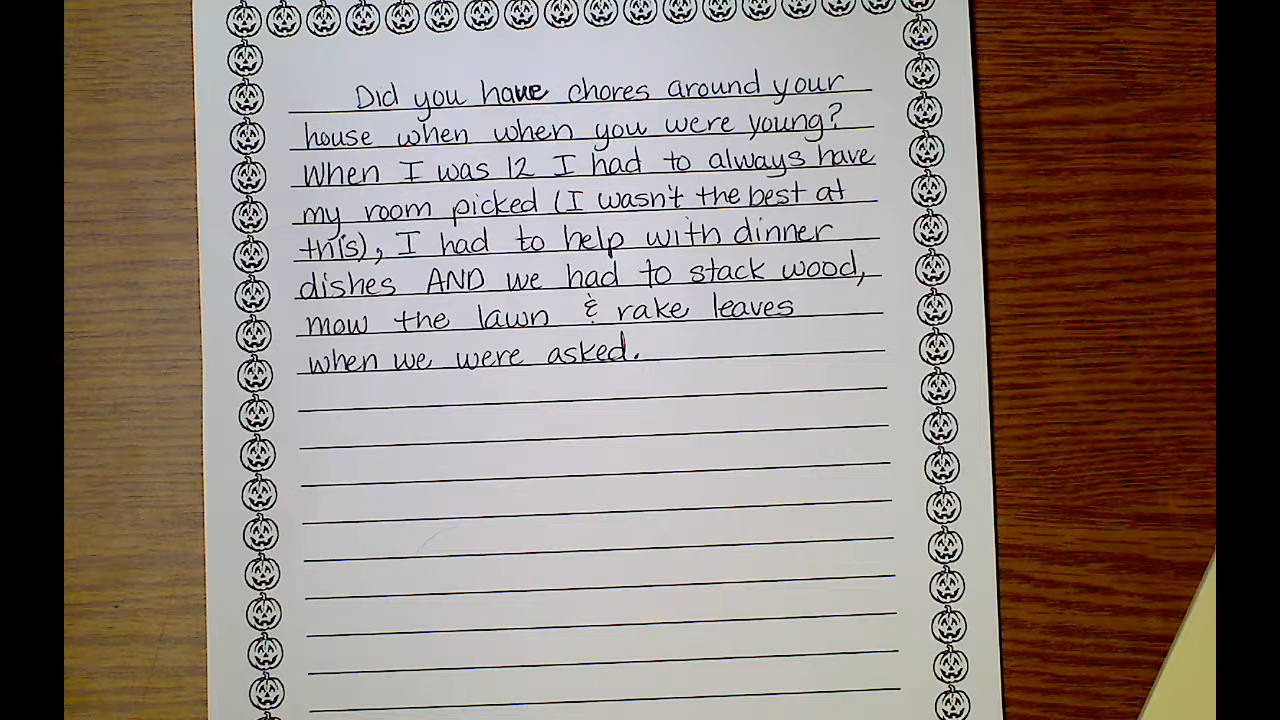 Did you have chores around your
house when when you were young?
When I was 12 I had to always have
my room picked (I wasn't the best at
this), I had to help with dinner
dishes AND we had to stack wood,
mow the lawn & rake leaves
when we were asked.